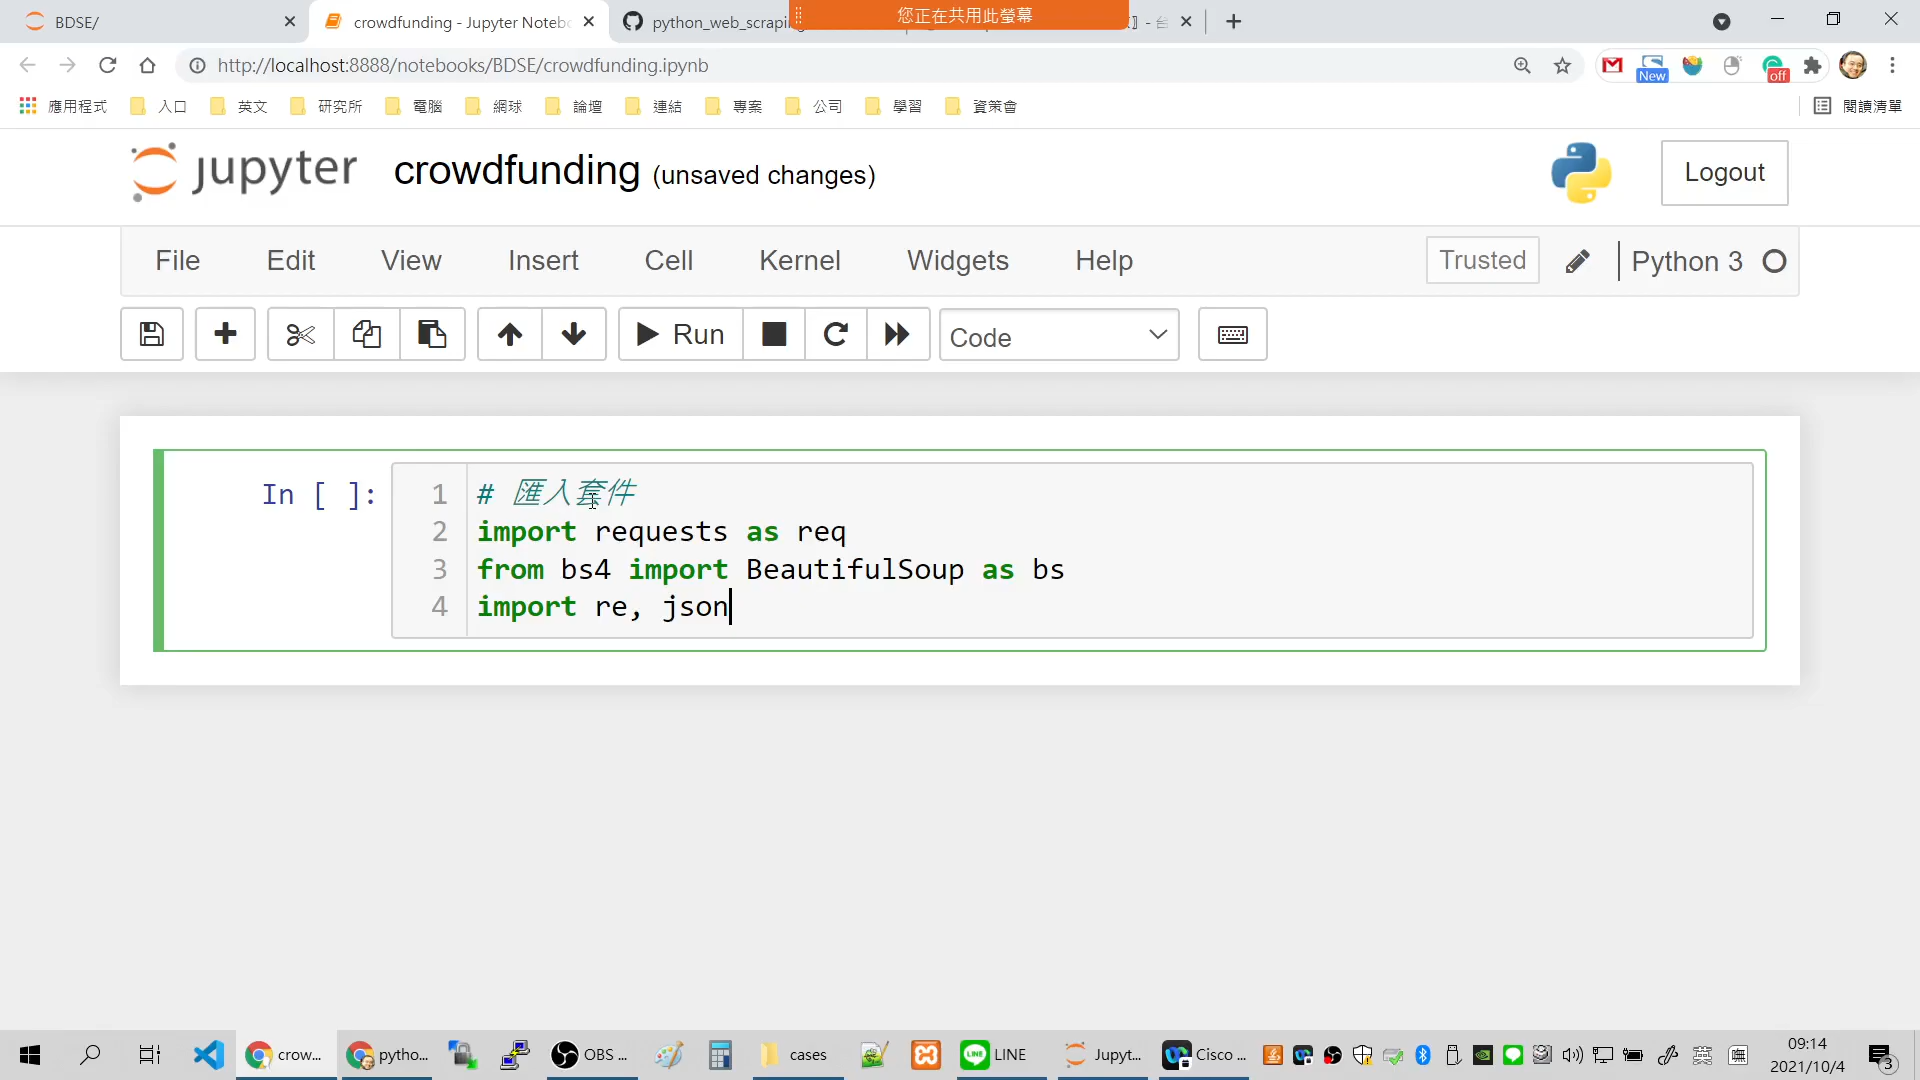 BDSE/
crowdfunding - Jupyter Notebo
python_web_scraping
您正在共用此螢幕
http://localhost:8888/notebooks/BDSE/crowdfunding.ipynb
New
off
應用程式 入口 英文 研究所 電腦 網球 論壇 連結 專案 公司 學習 資策會 閱讀清單
jupyter crowdfunding (unsaved changes) Logout
File Edit View Insert Cell Kernel Widgets Help Trusted Python 3
Run Code
In [ ]:
1 # 匯入套件
2 import requests as req
3 from bs4 import BeautifulSoup as bs
4 import re, json
crow... pytho... OBS ... cases LINE Jupyt... Cisco ... 英 09:14
2021/10/4 3